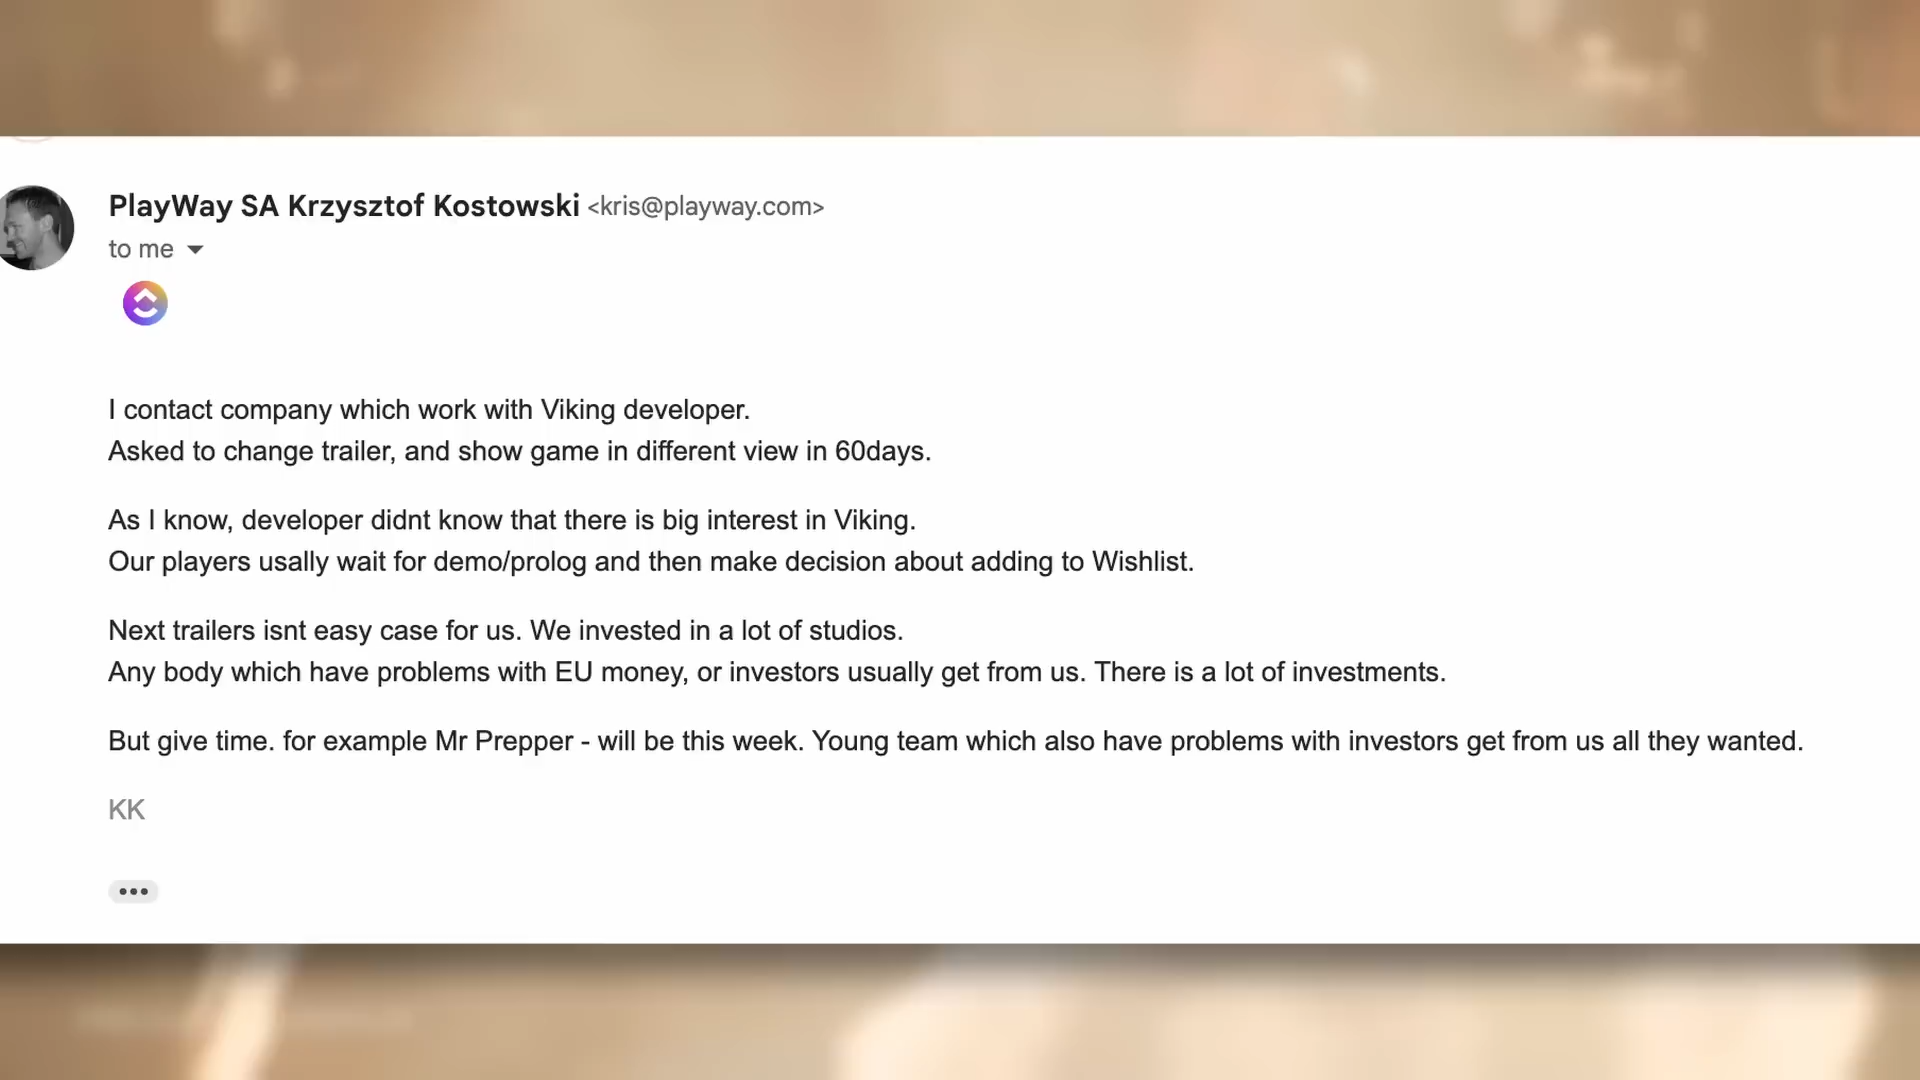 PlayWay SA Krzysztof Kostowski <kris@playway.com>
to me
I contact company which work with Viking developer.
Asked to change trailer, and show game in different view in 60days.
As I know, developer didnt know that there is big interest in Viking.
Our players usally wait for demo/prolog and then make decision about adding to Wishlist.
Next trailers isnt easy case for us. We invested in a lot of studios.
Any body which have problems with EU money, or investors usually get from us. There is a lot of investments.
But give time. for example Mr Prepper - will be this week. Young team which also have problems with investors get from us all they wanted.
KK